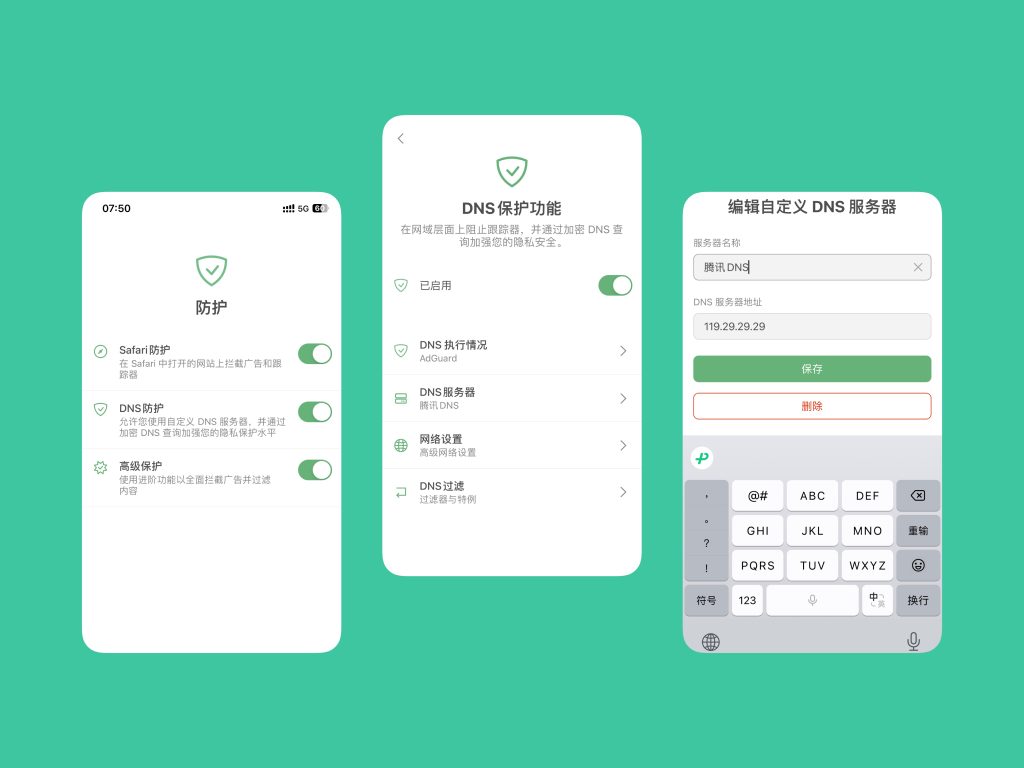 07:50
5G
防护
Safari 防护
在 Safari 中打开的网站上拦截广告和跟
踪器
DNS 防护
允许您使用自定义 DNS 服务器，并通过
加密 DNS 查询加强您的隐私保护水平
高级保护
使用进阶功能以全面拦截广告并过滤
内容
DNS 保护功能
在网域层面上阻止跟踪器，并通过加密 DNS 查
询加强您的隐私安全。
已启用
DNS 执行情况
AdGuard
DNS 服务器
腾讯 DNS
网络设置
高级网络设置
DNS 过滤
过滤器与特例
编辑自定义 DNS 服务器
服务器名称
腾讯 DNS
DNS 服务器地址
119.29.29.29
保存
删除
, @# ABC DEF
。 GHI JKL MNO 重输
?
! PQRS TUV WXYZ
符号 123 中英 换行